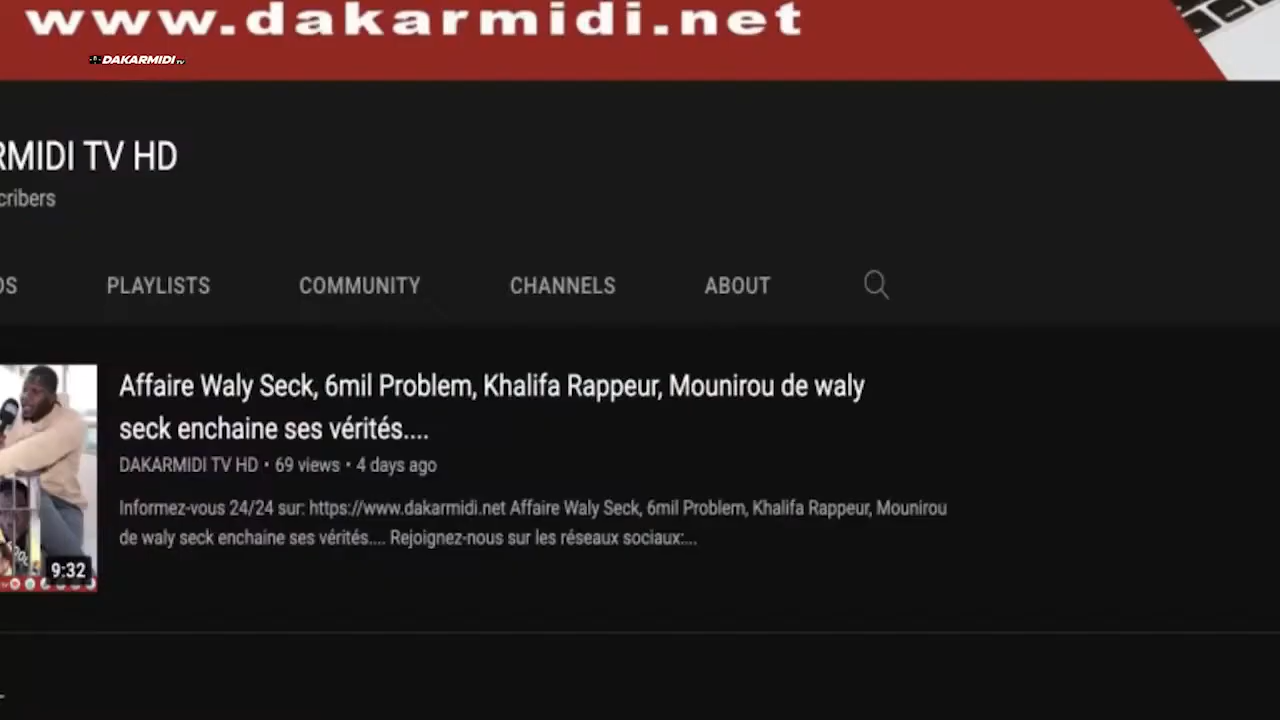 www.dakarmidi.net
DAKARMIDI TV
RMIDI TV HD
cribers
OS PLAYLISTS COMMUNITY CHANNELS ABOUT
Affaire Waly Seck, 6mil Problem, Khalifa Rappeur, Mounirou de waly
seck enchaine ses vérités....
DAKARMIDI TV HD • 69 views • 4 days ago
Informez-vous 24/24 sur: https://www.dakarmidi.net Affaire Waly Seck, 6mil Problem, Khalifa Rappeur, Mounirou
de waly seck enchaine ses vérités.... Rejoignez-nous sur les réseaux sociaux:...
9:32